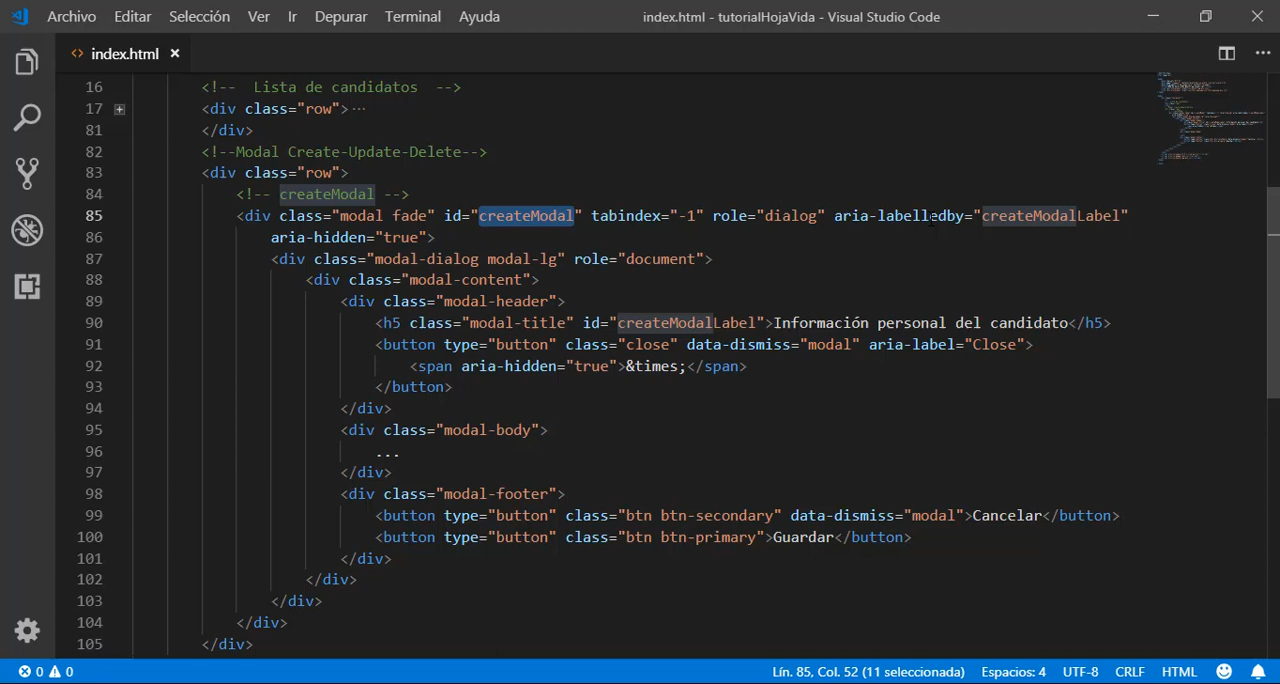 Archivo Editar Selección Ver Ir Depurar Terminal Ayuda index.html - tutorialHojaVida - Visual Studio Code
<> index.html ×
16 <!--  Lista de candidatos  -->
17 <div class="row">…
81 </div>
82 <!--Modal Create-Update-Delete-->
83 <div class="row">
84 <!-- createModal -->
85 <div class="modal fade" id="createModal" tabindex="-1" role="dialog" aria-labelledby="createModalLabel"
86 aria-hidden="true">
87 <div class="modal-dialog modal-lg" role="document">
88 <div class="modal-content">
89 <div class="modal-header">
90 <h5 class="modal-title" id="createModalLabel">Información personal del candidato</h5>
91 <button type="button" class="close" data-dismiss="modal" aria-label="Close">
92 <span aria-hidden="true">&times;</span>
93 </button>
94 </div>
95 <div class="modal-body">
96 ...
97 </div>
98 <div class="modal-footer">
99 <button type="button" class="btn btn-secondary" data-dismiss="modal">Cancelar</button>
100 <button type="button" class="btn btn-primary">Guardar</button>
101 </div>
102 </div>
103 </div>
104 </div>
105 </div>
0 0 Lín. 85, Col. 52 (11 seleccionada) Espacios: 4 UTF-8 CRLF HTML